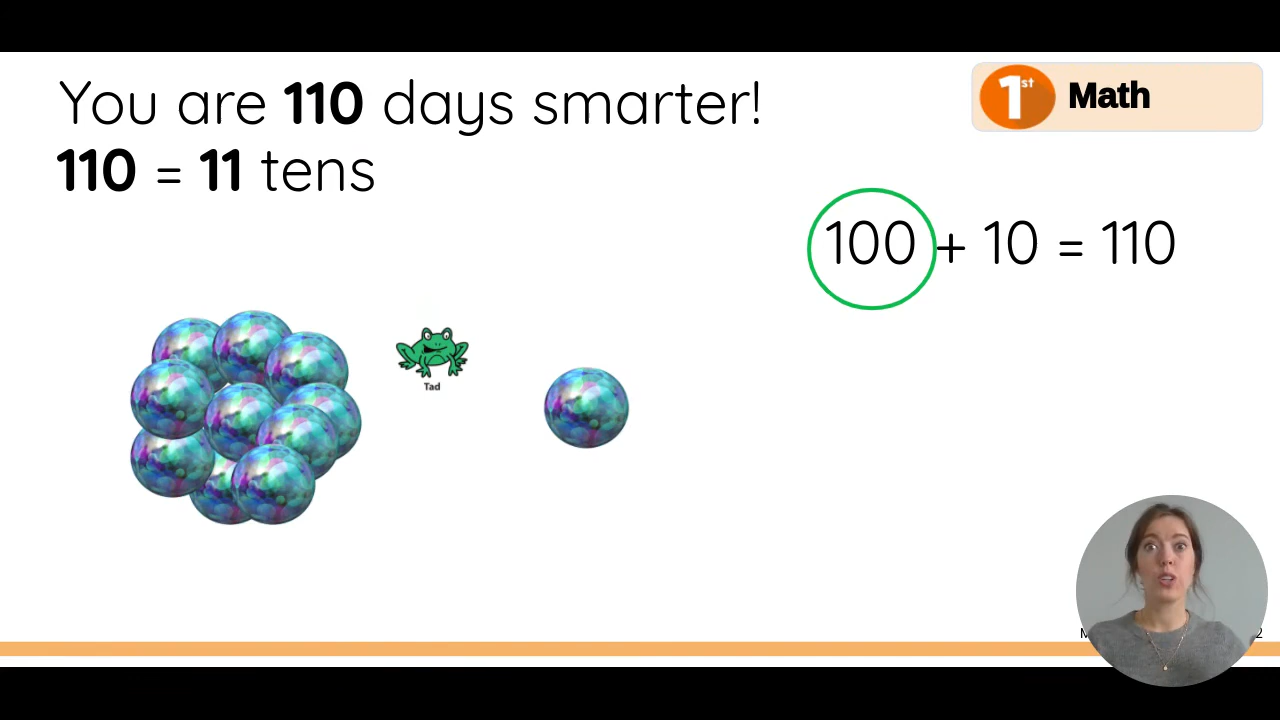 You are 110 days smarter!
110 = 11 tens
1st Math
100 + 10 = 110
Tad